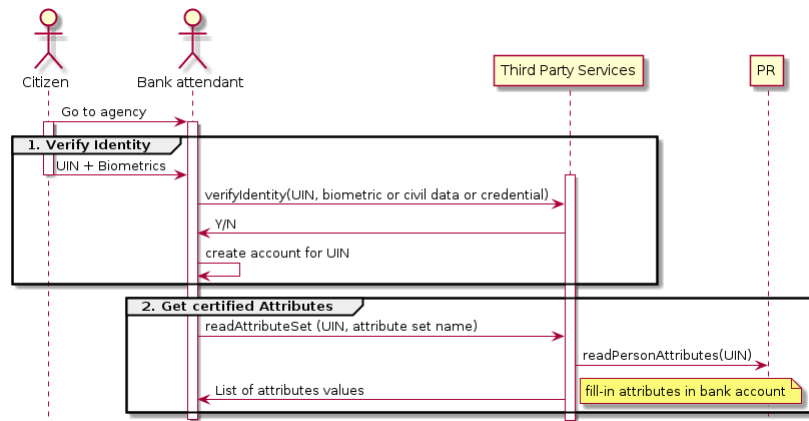 Citizen
Bank attendant
Third Party Services
PR
Go to agency
1. Verify Identity
UIN + Biometrics
verifyIdentity(UIN, biometric or civil data or credential)
Y/N
create account for UIN
2. Get certified Attributes
readAttributeSet (UIN, attribute set name)
readPersonAttributes(UIN)
List of attributes values
fill-in attributes in bank account